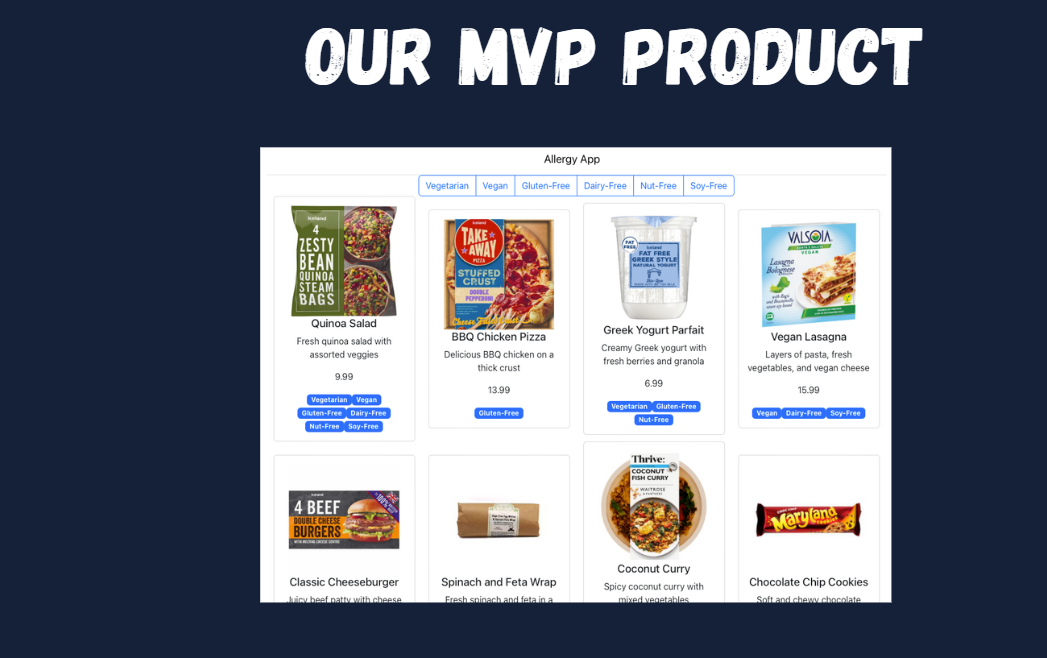 OUR MVP PRODUCT
Allergy App
Vegetarian Vegan Gluten-Free Dairy-Free Nut-Free Soy-Free
Iceland
4
ZESTY
BEAN
QUINOA
STEAM
BAGS
Quinoa Salad
Fresh quinoa salad with
assorted veggies
9.99
Vegetarian Vegan
Gluten-Free Dairy-Free
Nut-Free Soy-Free
Iceland
TAKE
AWAY
PIZZA
STUFFED
CRUST
DOUBLE
PEPPERONI
Cheese Filled Crust
BBQ Chicken Pizza
Delicious BBQ chicken on a
thick crust
13.99
Gluten-Free
FAT
FREE
Iceland
FAT FREE
GREEK STYLE
NATURAL YOGURT
Greek Yogurt Parfait
Creamy Greek yogurt with
fresh berries and granola
6.99
Vegetarian Gluten-Free
Nut-Free
VALSOIA
VEGAN
Lasagna
Bolognese
Vegan Lasagna
Layers of pasta, fresh
vegetables, and vegan cheese
15.99
Vegan Dairy-Free Soy-Free
Iceland
4 BEEF
DOUBLE CHEESE
BURGERS
Classic Cheeseburger
Juicy beef patty with cheese
Spinach and Feta Wrap
Fresh spinach and feta in a
Thrive:
COCONUT
FISH CURRY
WAITROSE
Coconut Curry
Spicy coconut curry with
mixed vegetables
Maryland
COOKIES
Chocolate Chip Cookies
Soft and chewy chocolate